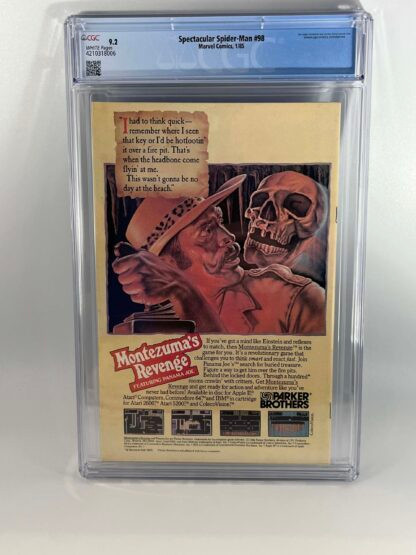 CGC
9.2
WHITE Pages
4210318006
Spectacular Spider-Man #98
Marvel Comics, 1/85
"I had to think quick—
remember where I seen
that key or I'd be hotfootin'
it over a fire pit. That's
when the headbone come
flyin' at me.
This wasn't gonna be no
day at the beach."
Montezuma's
Revenge
FEATURING PANAMA JOE
If you've got a mind like Einstein and reflexes
to match, then Montezuma's Revenge™ is the
game for you. It's a revolutionary game that
challenges you to think smart and react fast. Join
Panama Joe's™ search for buried treasure.
Figure a way to get him over the fire pits.
Behind the locked doors. Through a hundred
rooms crawlin' with critters. Get Montezuma's
Revenge and get ready for action and adventure like you've
never had before! Available in disc for Apple II®
Atari® Computers, Commodore 64™ and IBM® in cartridge
for Atari 2600® Atari 5200® and ColecoVision™
PARKER
BROTHERS